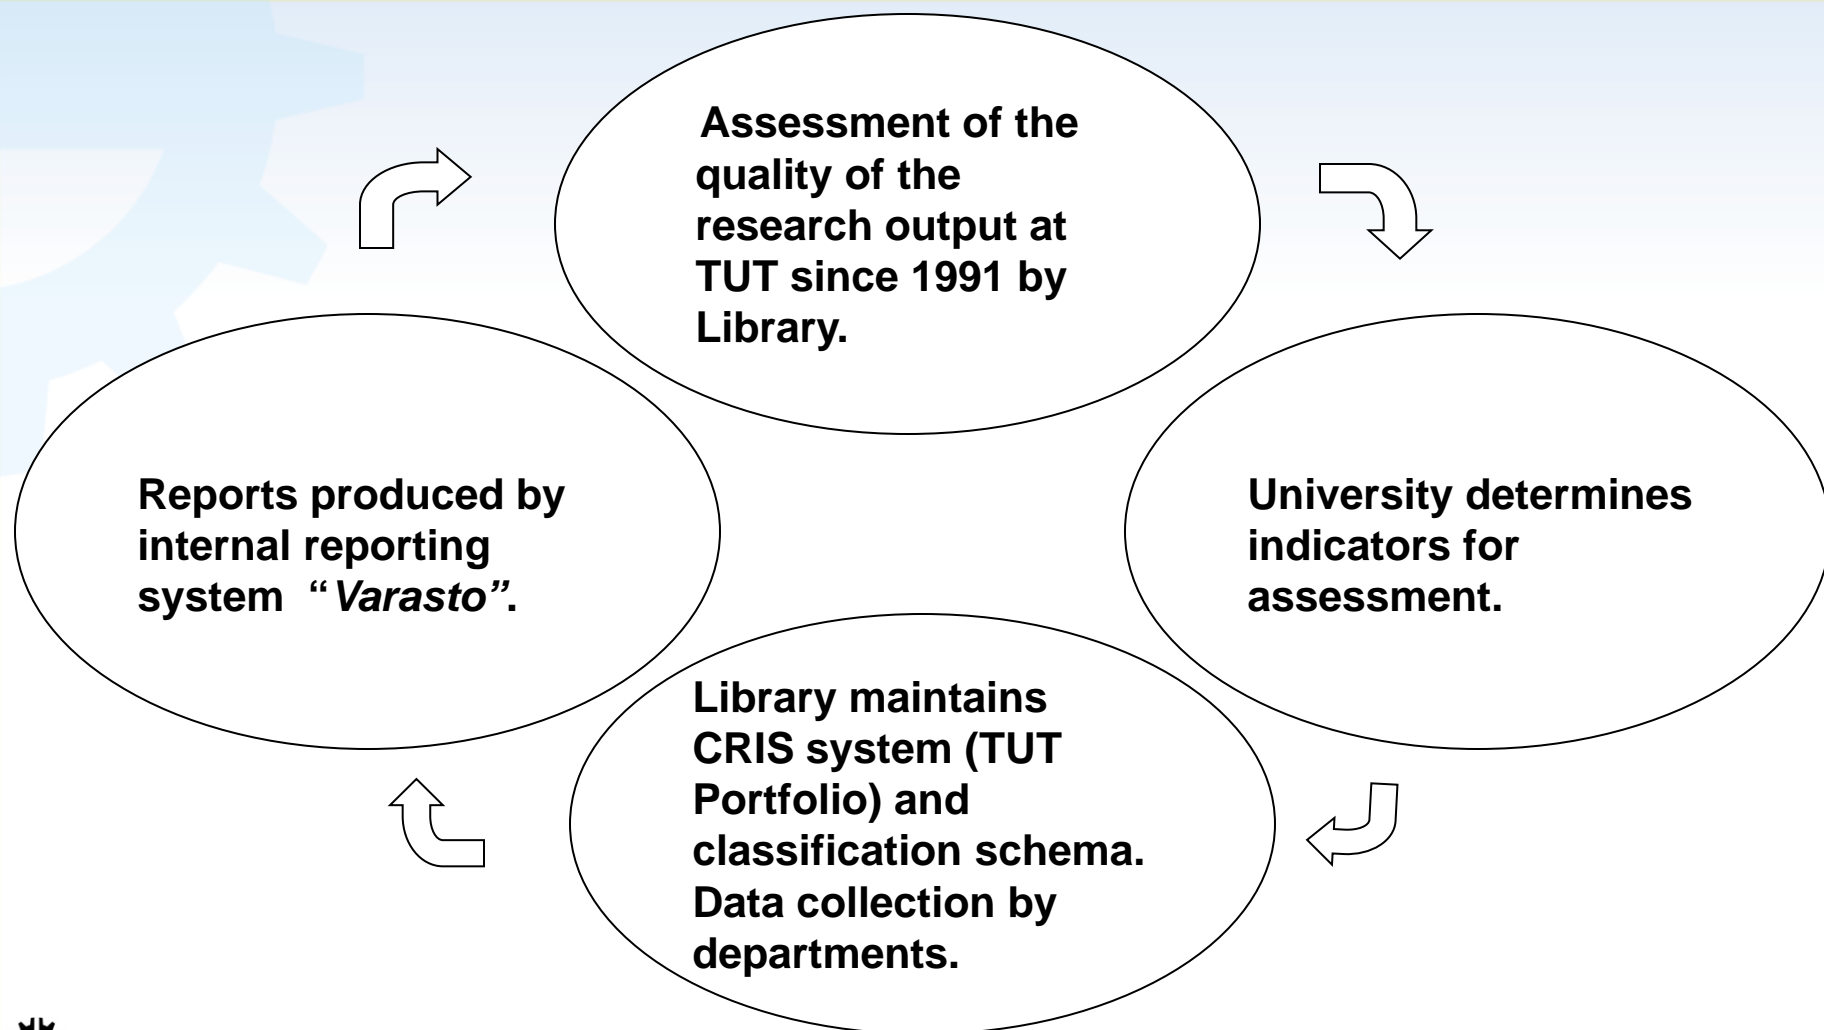 Assessment of the
quality of the
research output at
TUT since 1991 by
Library.
Reports produced by
internal reporting
system “Varasto”.
University determines
indicators for
assessment.
Library maintains
CRIS system (TUT
Portfolio) and
classification schema.
Data collection by
departments.